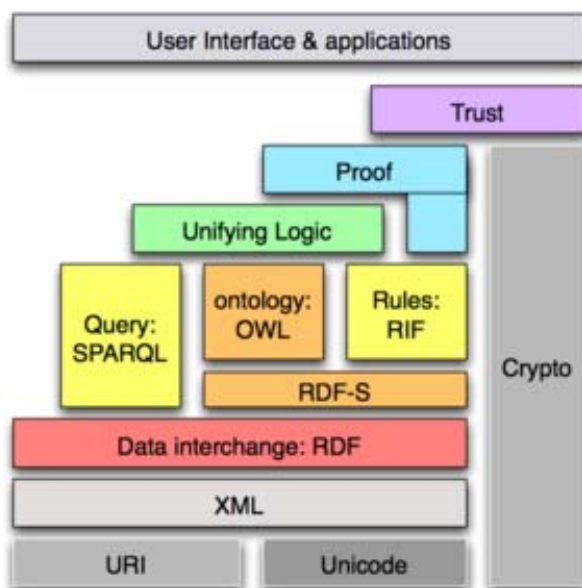 User Interface & applications
Trust
Proof
Unifying Logic
Query:
SPARQL
ontology:
OWL
Rules:
RIF
Crypto
RDF-S
Data interchange: RDF
XML
URI
Unicode